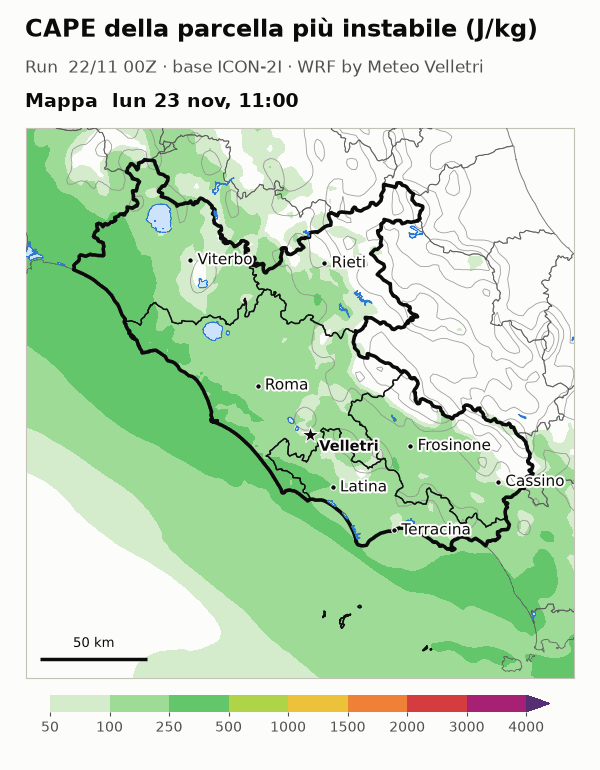 CAPE della parcella più instabile (J/kg)
Run 22/11 00Z · base ICON-2I · WRF by Meteo Velletri
Mappa lun 23 nov, 11:00
Viterbo
Rieti
Roma
Velletri
Frosinone
Cassino
Latina
Terracina
50 km
50 100 250 500 1000 1500 2000 3000 4000